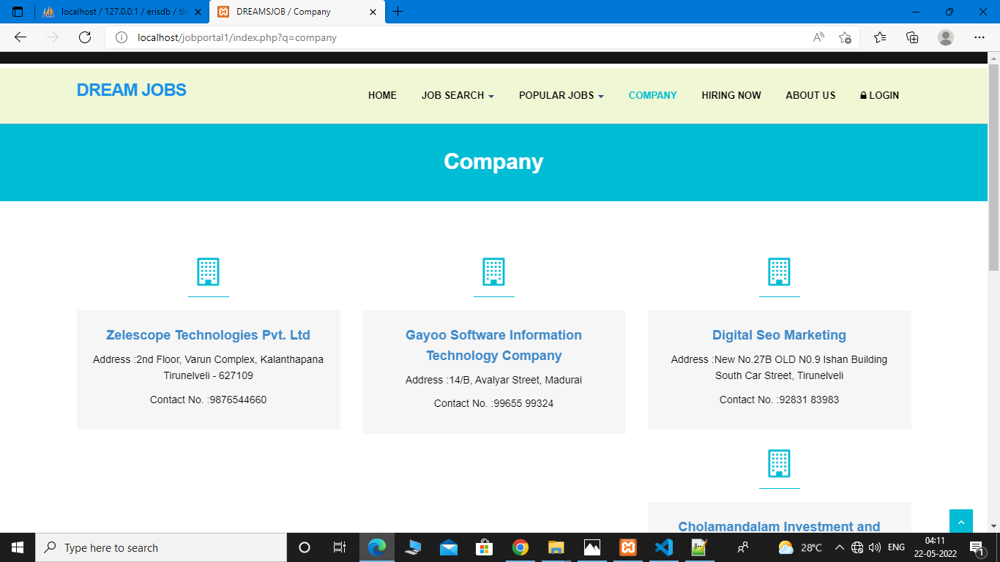 localhost / 127.0.0.1 / erisdb / tb
DREAMSJOB / Company
localhost/jobportal1/index.php?q=company
DREAM JOBS
HOME
JOB SEARCH
POPULAR JOBS
COMPANY
HIRING NOW
ABOUT US
LOGIN
Company
Zelescope Technologies Pvt. Ltd
Address :2nd Floor, Varun Complex, Kalanthapana
Tirunelveli - 627109
Contact No. :9876544660
Gayoo Software Information
Technology Company
Address :14/B, Avalyar Street, Madurai
Contact No. :99655 99324
Digital Seo Marketing
Address :New No.27B OLD N0.9 Ishan Building
South Car Street, Tirunelveli
Contact No. :92831 83983
Cholamandalam Investment and
Type here to search
28°C
ENG
04:11
22-05-2022
1